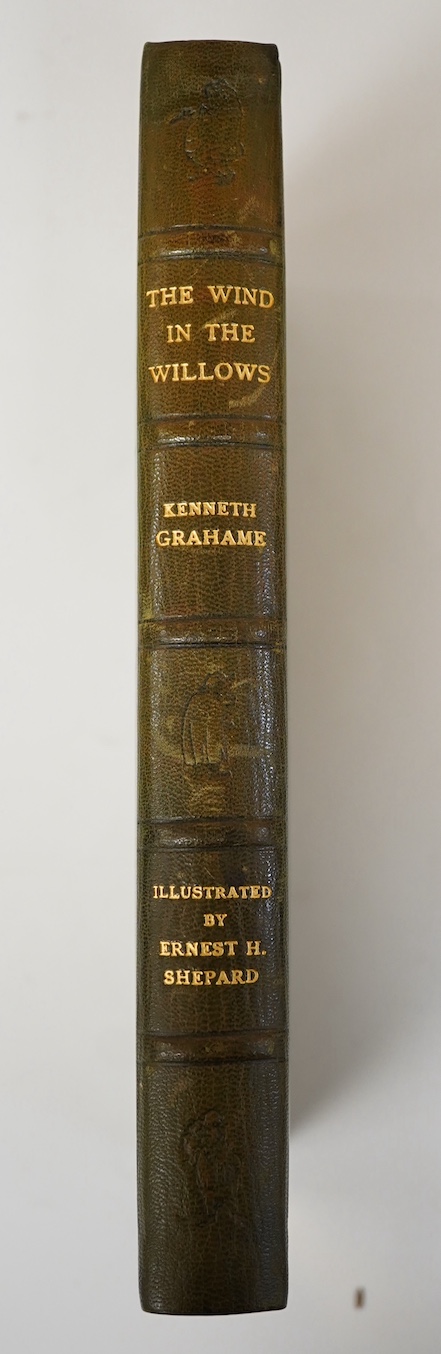 THE WIND
IN THE
WILLOWS
KENNETH
GRAHAME
ILLUSTRATED
BY
ERNEST H.
SHEPARD